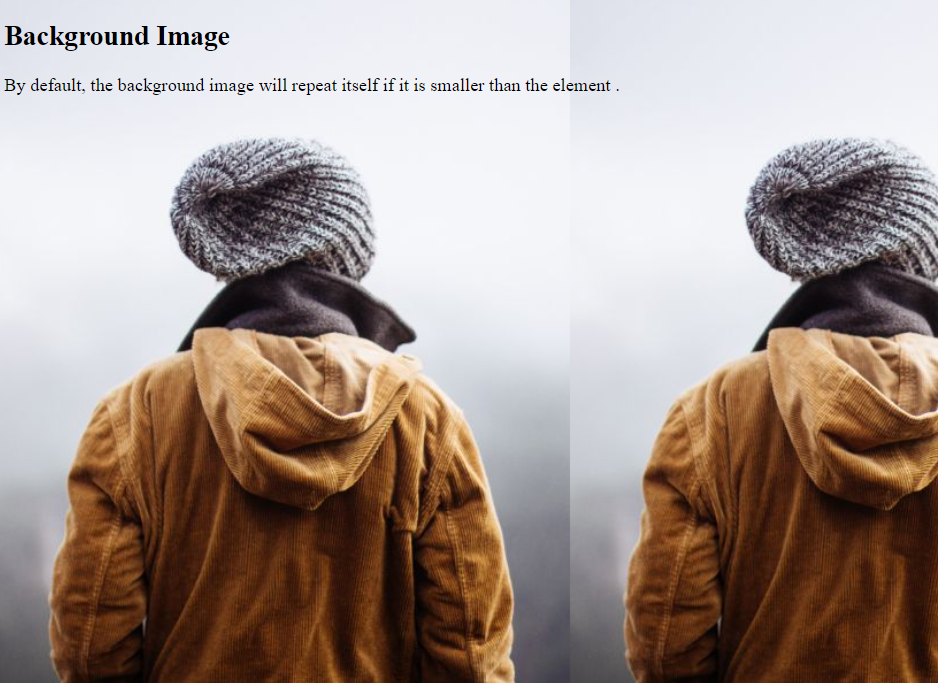 Background Image
By default, the background image will repeat itself if it is smaller than the element .